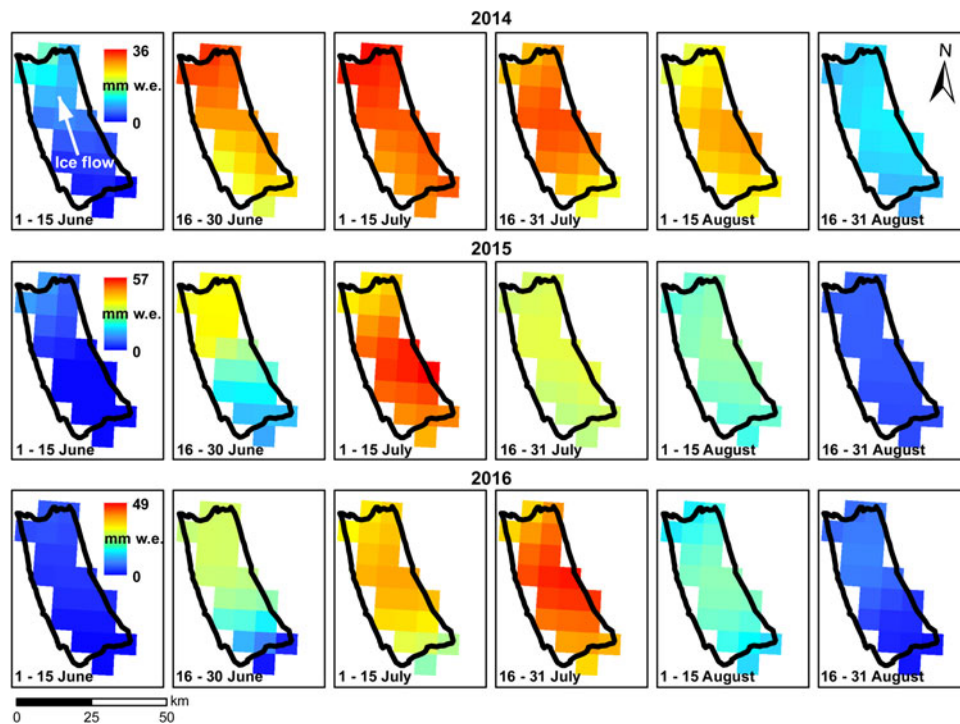 2014
36
mm w.e.
0
Ice flow
N
1 - 15 June
16 - 30 June
1 - 15 July
16 - 31 July
1 - 15 August
16 - 31 August
2015
57
mm w.e.
0
1 - 15 June
16 - 30 June
1 - 15 July
16 - 31 July
1 - 15 August
16 - 31 August
2016
49
mm w.e.
0
1 - 15 June
16 - 30 June
1 - 15 July
16 - 31 July
1 - 15 August
16 - 31 August
km
0 25 50